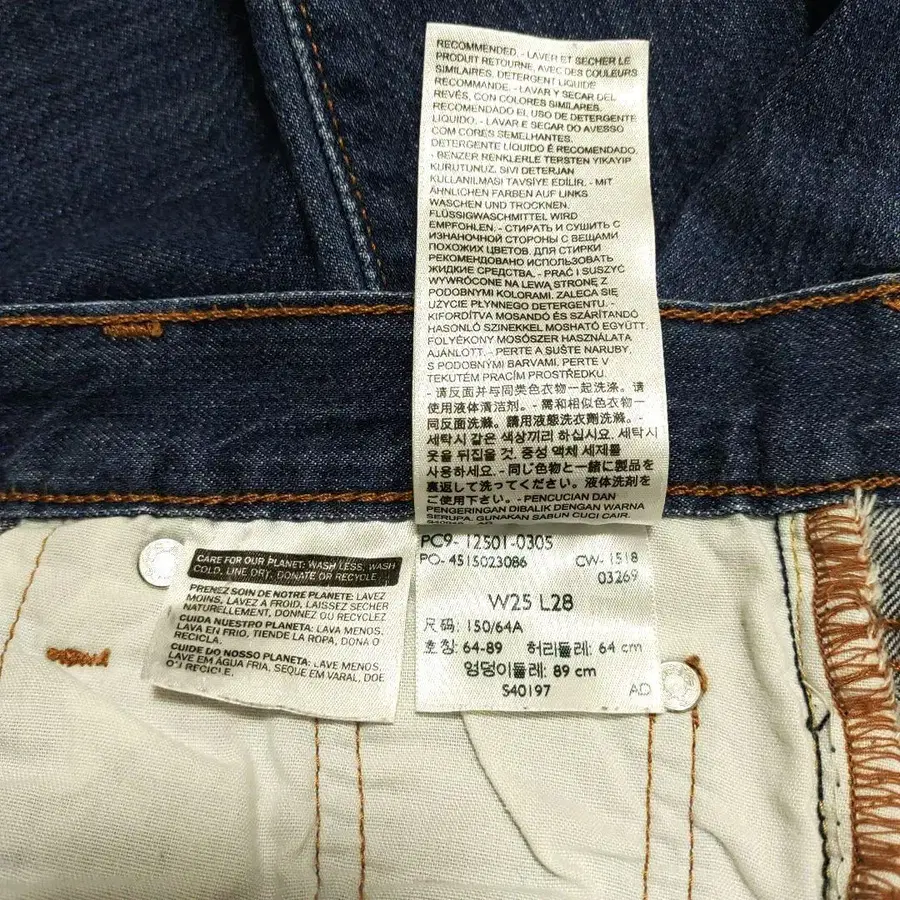 RECOMMENDED. - LAVER ET SÉCHER LE
PRODUIT RETOURNE, AVEC DES COULEURS
SIMILAIRES. DETERGENT LIQUIDE
RECOMMANDE. - LAVAR Y SECAR DEL
REVÉS, CON COLORES SIMILARES.
RECOMENDADO EL USO DE DETERGENTE
LÍQUIDO. - LAVAR E SECAR DO AVESSO
COM CORES SEMELHANTES.
DETERGENTE LÍQUIDO É RECOMENDADO.
- BENZER RENKLERLE TERSTEN YIKAYIP
KURUTUNUZ. SIVI DETERJAN
KULLANILMASI TAVSİYE EDİLİR. - MIT
ÄHNLICHEN FARBEN AUF LINKS
WASCHEN UND TROCKNEN.
FLÜSSIGWASCHMITTEL WIRD
EMPFOHLEN. - СТИРАТЬ И СУШИТЬ С
ИЗНАНОЧНОЙ СТОРОНЫ С ВЕЩАМИ
ПОХОЖИХ ЦВЕТОВ. ДЛЯ СТИРКИ
РЕКОМЕНДОВАНО ИСПОЛЬЗОВАТЬ
ЖИДКИЕ СРЕДСТВА. - PRAĆ I SUSZYĆ
WYWRÓCONE NA LEWĄ STRONĘ Z
PODOBNYMI KOLORAMI. ZALECA SIĘ
UŻYCIE PŁYNNEGO DETERGENTU. -
KIFORDÍTVA MOSANDÓ ÉS SZÁRÍTANDÓ
HASONLÓ SZINEKKEL MOSHATÓ EGYÜTT.
FOLYÉKONY MOSÓSZER HASZNÁLATA
AJÁNLOTT. - PERTE A SUŠTE NARUBY,
S PODOBNÝMI BARVAMI. PERTE V
TEKUTÉM PRACÍM PROSTŘEDKU.
- 请反面并与同类色衣物一起洗涤。请
使用液体清洁剂。- 需和相似色衣物一
同反面洗滌。請用液態洗衣劑洗滌。-
세탁시 같은 색상끼리 하십시요. 세탁시
옷을 뒤집을 것. 중성 액체 세제를
사용하세요. - 同じ色物と一緒に製品を
裏返して洗ってください。液体洗剤をご
使用下さい。- PENCUCIAN DAN
PENGERINGAN DIBALIK DENGAN WARNA
SERUPA. GUNAKAN SABUN CUCI CAIR.
PC9- 12501-0305
PO- 4515023086 CW- 1518
03269
W25 L28
尺码: 150/64A
호칭: 64-89 허리둘레: 64 cm
엉덩이둘레: 89 cm
S40197 AD
CARE FOR OUR PLANET: WASH LESS, WASH
COLD, LINE DRY, DONATE OR RECYCLE
PRENEZ SOIN DE NOTRE PLANETE: LAVEZ
MOINS, LAVEZ À FROID, LAISSEZ SECHER
NATURELLEMENT, DONNEZ OU RECYCLEZ
CUIDA NUESTRO PLANETA: LAVA MENOS,
LAVA EN FRIO, TIENDE LA ROPA, DONA O
RECICLA.
CUIDE DO NOSSO PLANETA: LAVE MENOS,
LAVE EM ÁGUA FRIA, SEQUE EM VARAL, DOE
OU RECICLE.